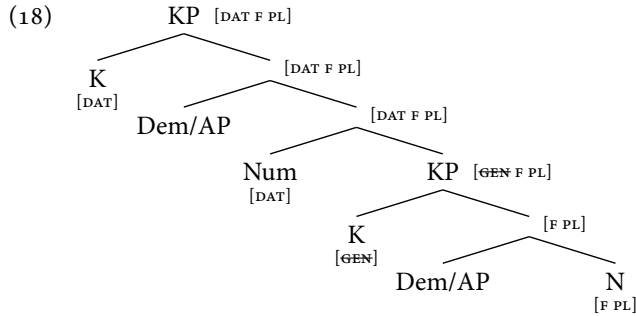 (18) KP [DAT F PL]
K [DAT F PL]
[DAT]
Dem/AP [DAT F PL]
Num KP [GEN F PL]
[DAT]
K [F PL]
[GEN]
Dem/AP N
[F PL]